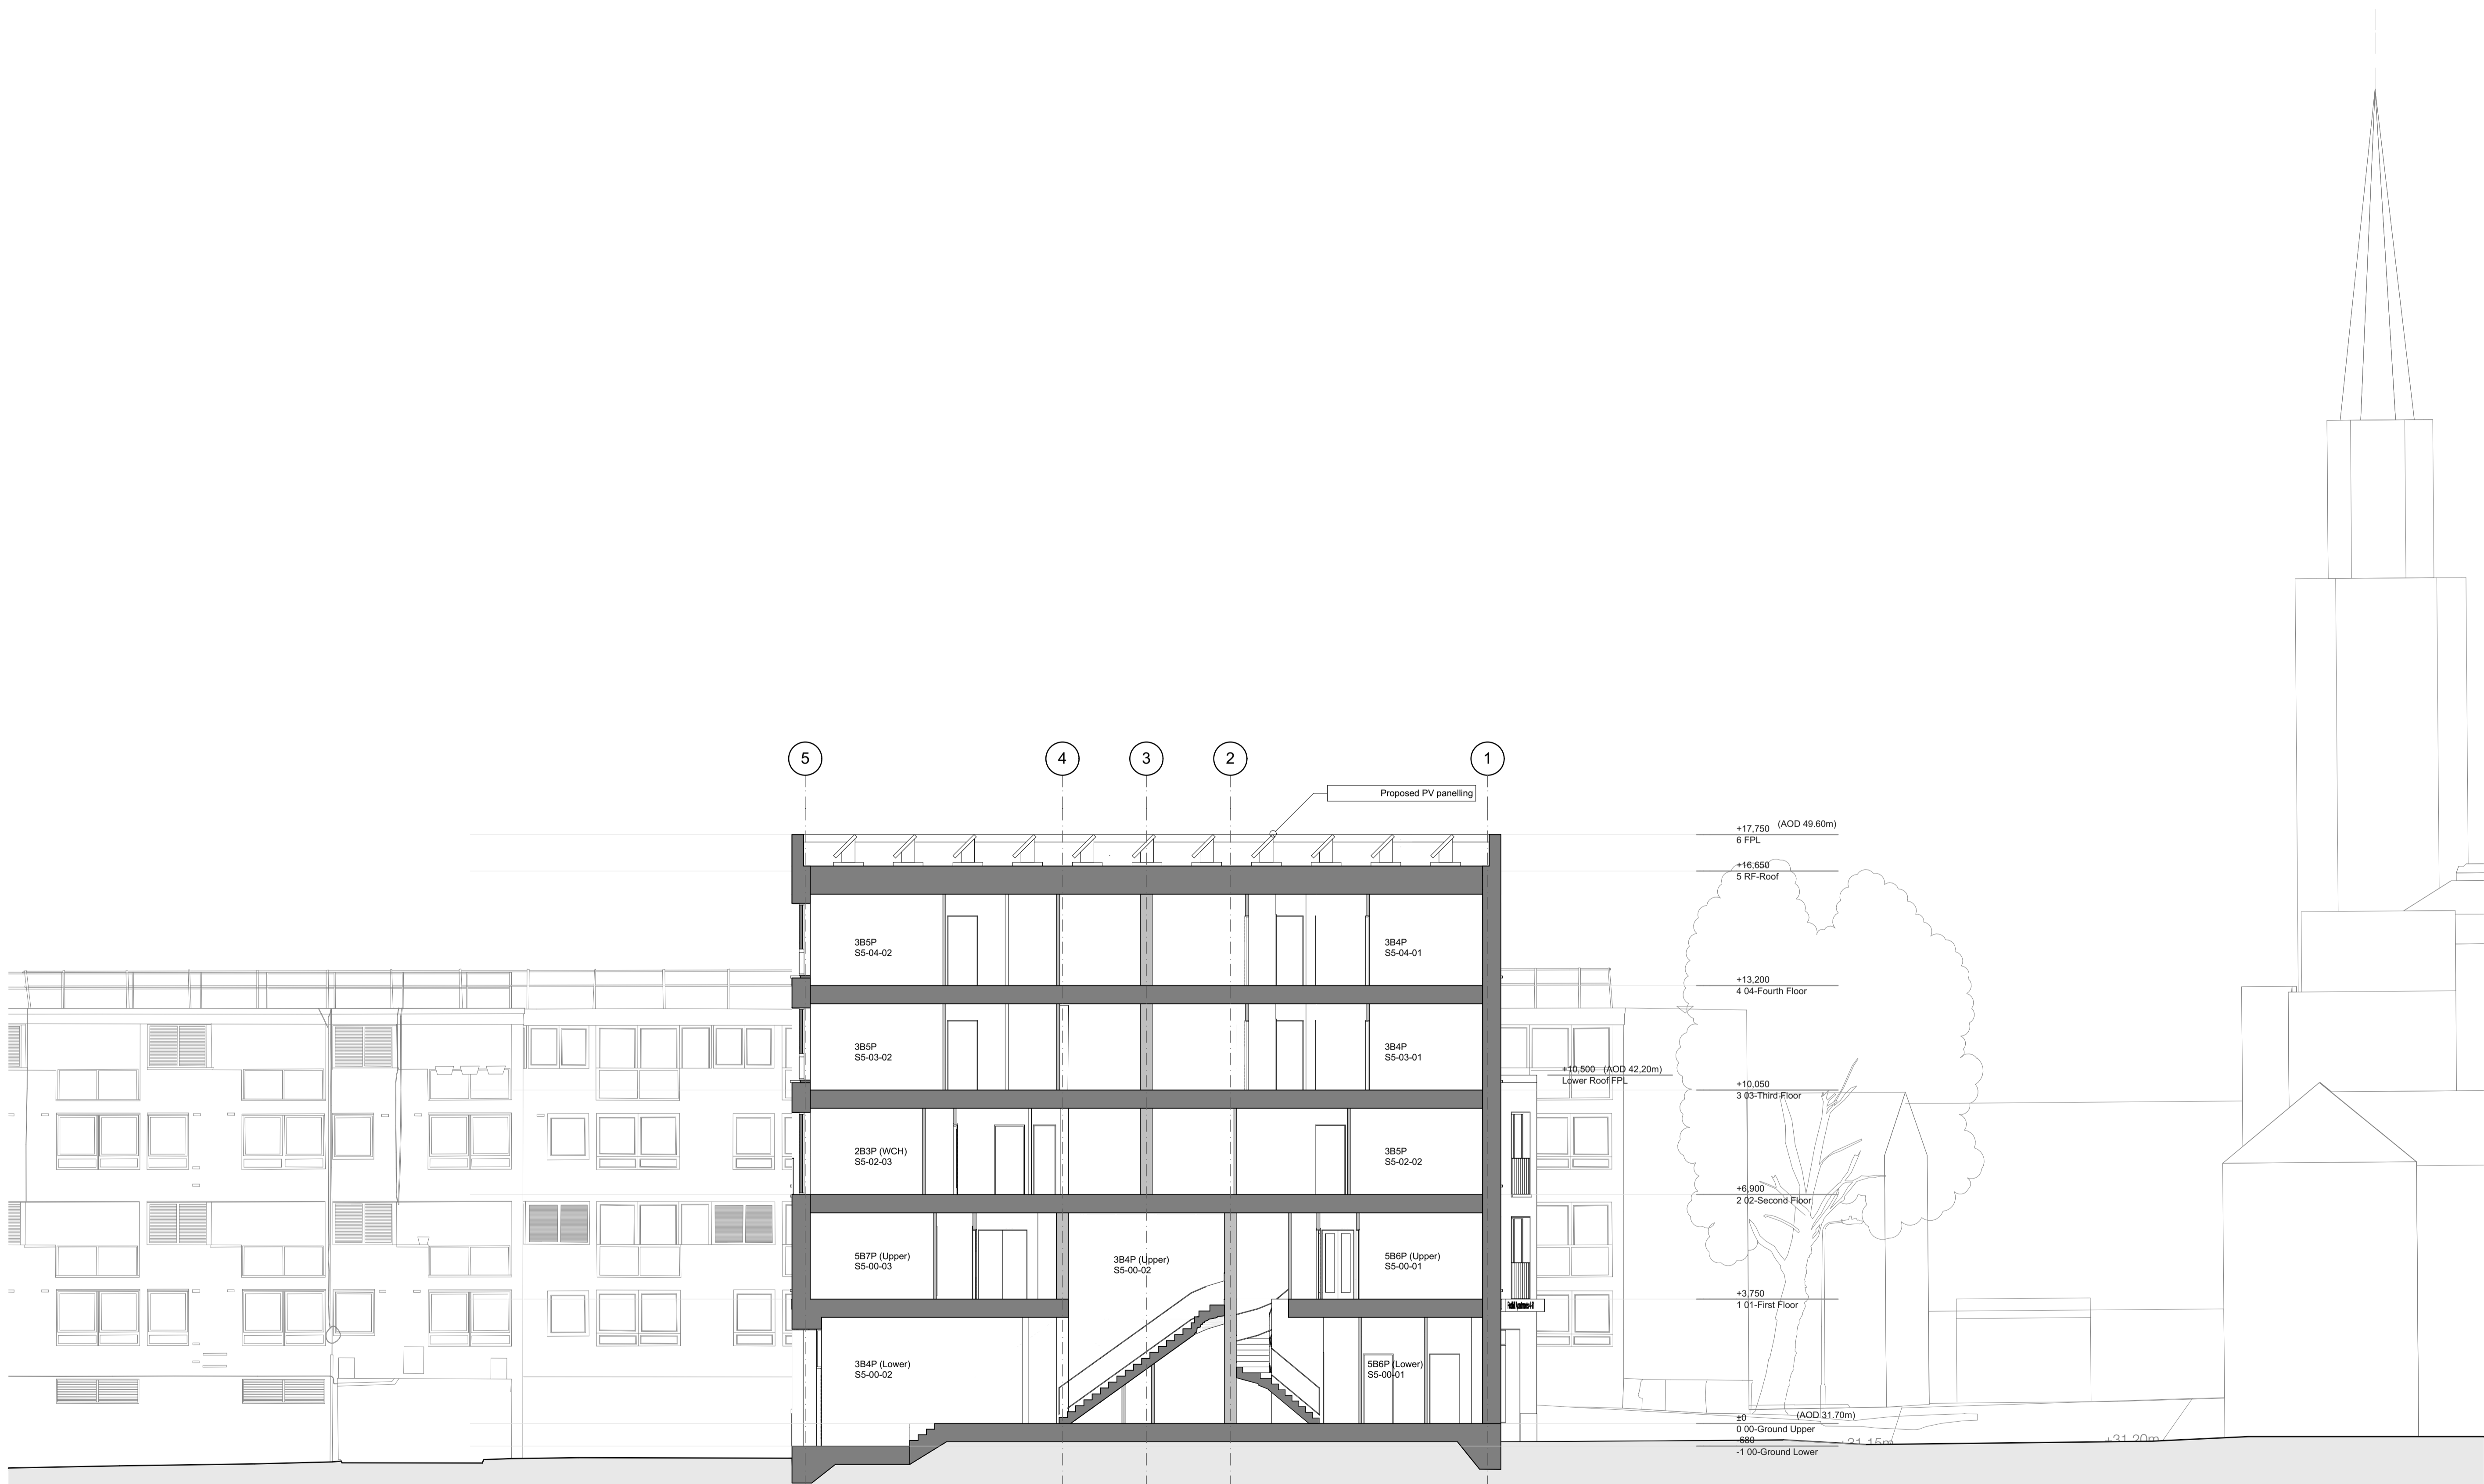 5
4
3
2
1
Proposed PV panelling
+17,750 (AOD 49.60m)
6 FPL
+16,650
5 RF-Roof
3B5P
S5-04-02
3B4P
S5-04-01
+13,200
4 04-Fourth Floor
3B5P
S5-03-02
3B4P
S5-03-01
+10,500 (AOD 42,20m)
Lower Roof FPL
+10,050
3 03-Third Floor
2B3P (WCH)
S5-02-03
3B5P
S5-02-02
+6,900
2 02-Second Floor
5B7P (Upper)
S5-00-03
3B4P (Upper)
S5-00-02
5B6P (Upper)
S5-00-01
+3,750
1 01-First Floor
3B4P (Lower)
S5-00-02
5B6P (Lower)
S5-00-01
±0 (AOD 31.70m)
0 00-Ground Upper
-680
-1 00-Ground Lower
+31.15m
+31.20m